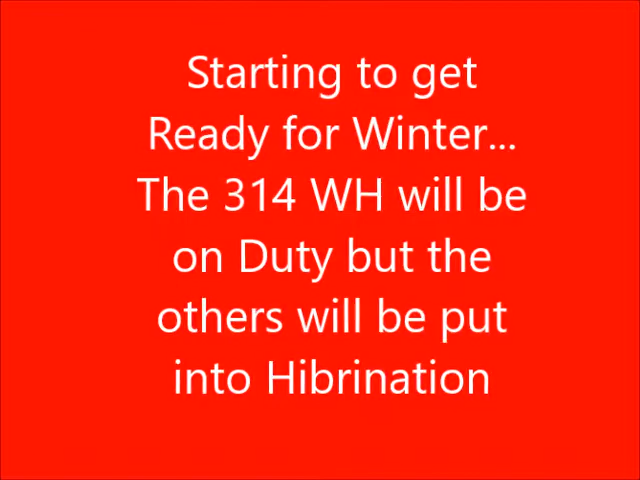 Starting to get
Ready for Winter...
The 314 WH will be
on Duty but the
others will be put
into Hibrination